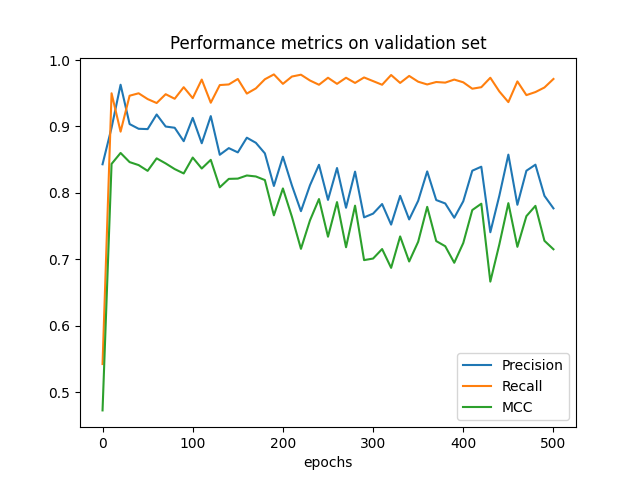 Performance metrics on validation set
1.0
0.9
0.8
0.7
0.6
0.5
0 100 200 300 400 500
epochs
Precision
Recall
MCC